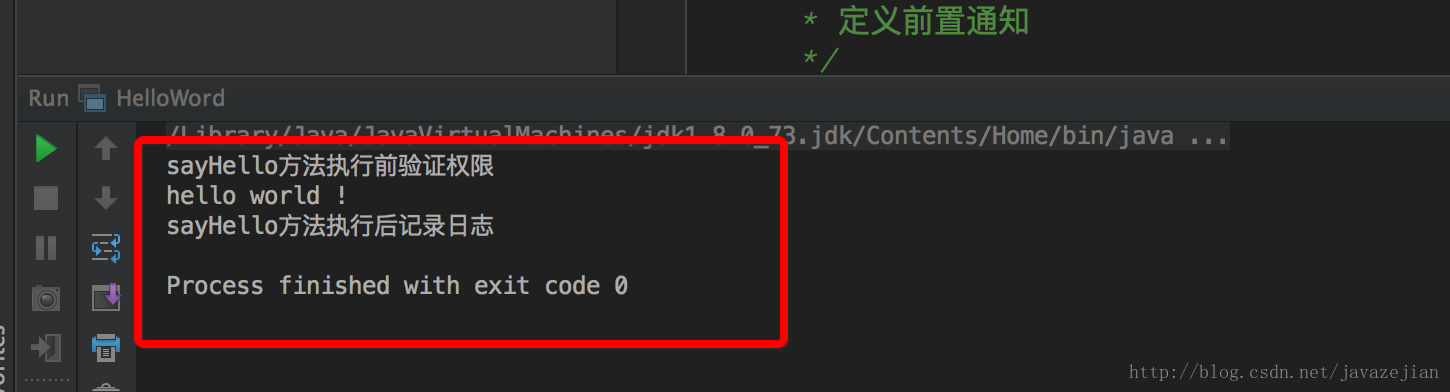 * 定义前置通知
*/
Run HelloWord
/Library/Java/JavaVirtualMachines/jdk1.8.0_73.jdk/Contents/Home/bin/java ...
sayHello方法执行前验证权限
hello world !
sayHello方法执行后记录日志
Process finished with exit code 0
http://blog.csdn.net/javazejian